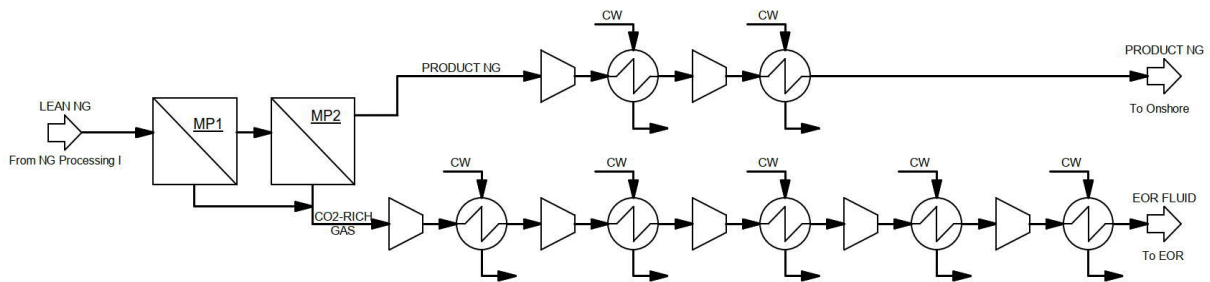 CW
CW
PRODUCT NG
PRODUCT NG
LEAN NG
MP1
MP2
To Onshore
From NG Processing I
CW
CW
CW
CW
CW
CO2-RICH
GAS
EOR FLUID
To EOR